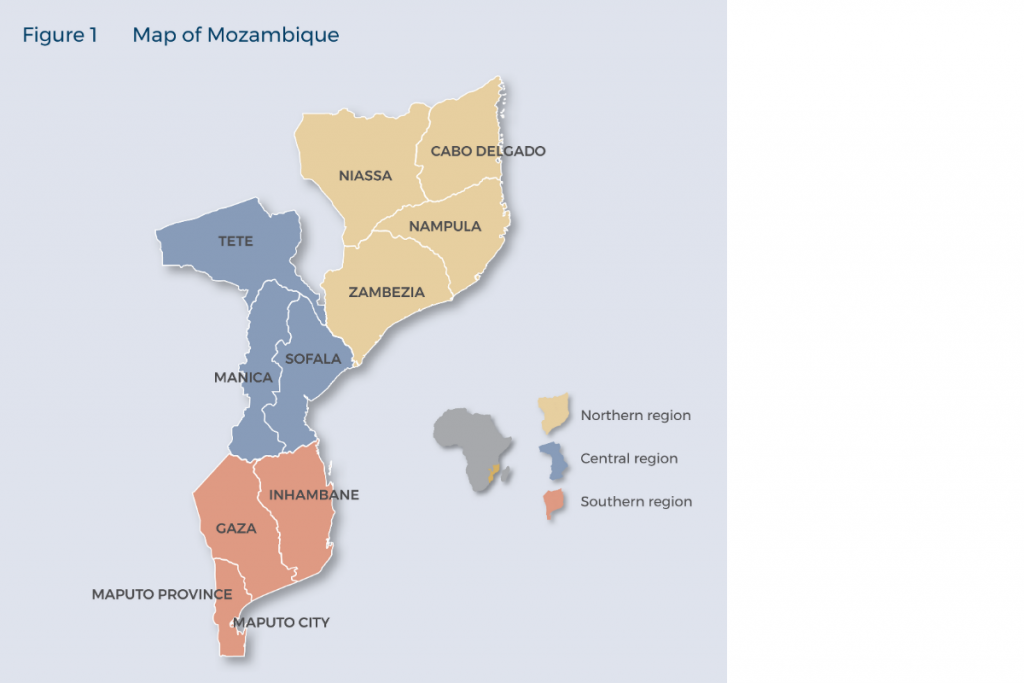 Figure 1 Map of Mozambique
CABO DELGADO
NIASSA
NAMPULA
TETE
ZAMBEZIA
SOFALA
MANICA
Northern region
Central region
INHAMBANE
Southern region
GAZA
MAPUTO PROVINCE
MAPUTO CITY